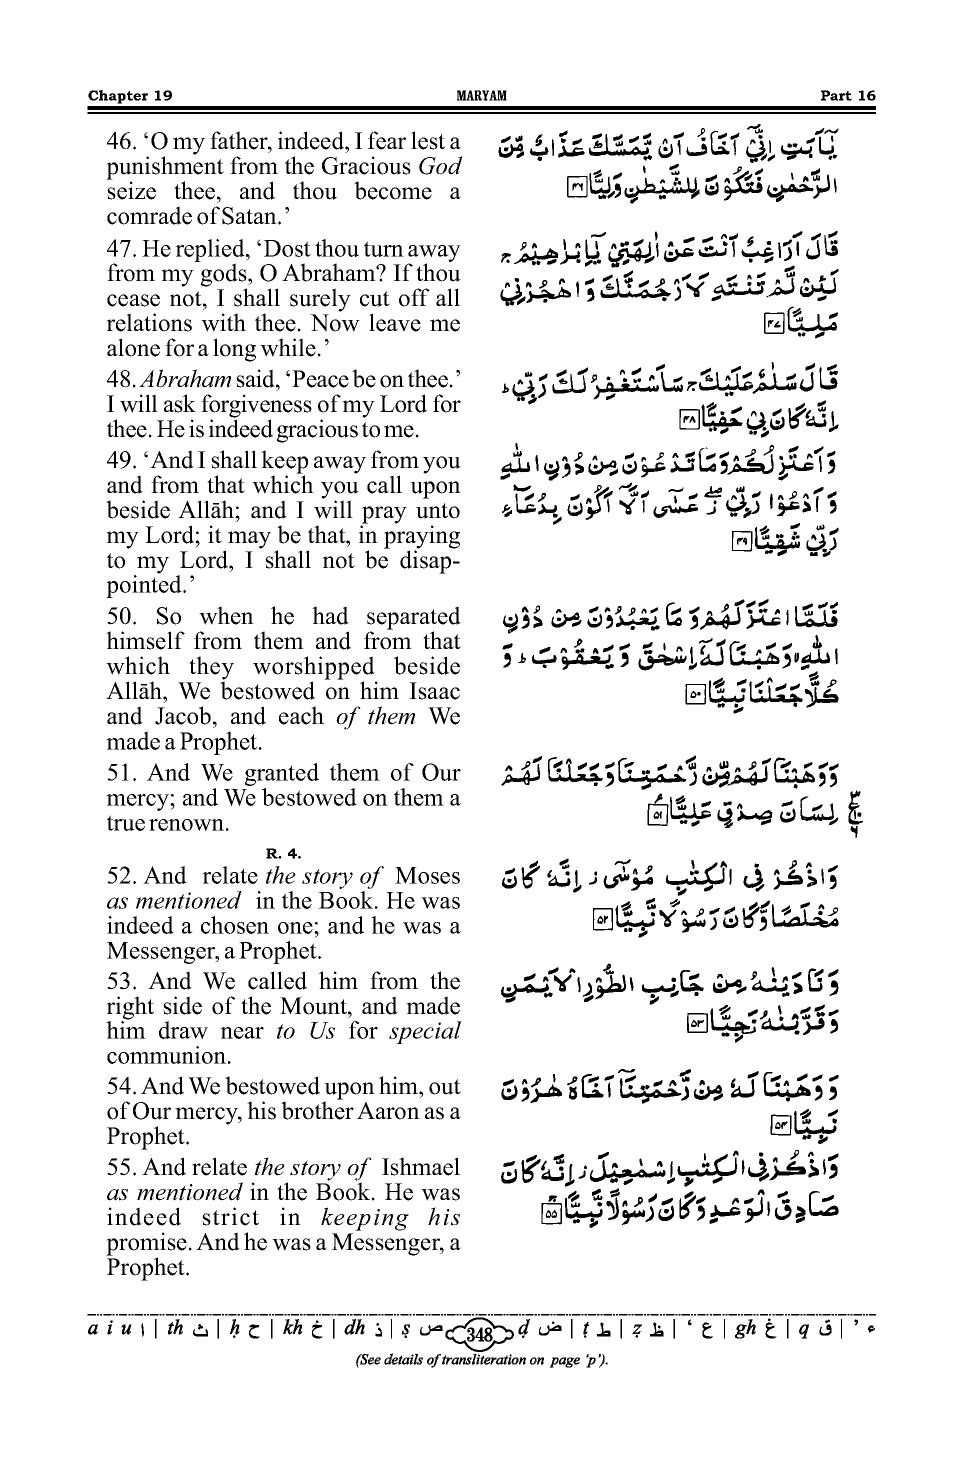 Chapter 19 MARYAM Part 16
46. ‘O my father, indeed, I fear lest a
punishment from the Gracious God
seize thee, and thou become a
comrade of Satan.’
يٰۤاَبَتِ اِنِّيْۤ اَخَافُ اَنْ يَّمَسَّكَ عَذَابٌ مِّنَ
الرَّحْمٰنِ فَتَكُوْنَ لِلشَّيْطٰنِ وَلِيًّا ۴۶
47. He replied, ‘Dost thou turn away
from my gods, O Abraham? If thou
cease not, I shall surely cut off all
relations with thee. Now leave me
alone for a long while.’
قَالَ اَرَاغِبٌ اَنْتَ عَنْ اٰلِهَتِيْ يٰۤاِبْرٰهِيْمُ ۚ
لَئِنْ لَّمْ تَنْتَهِ لَاَرْجُمَنَّكَ وَاهْجُرْنِيْ
مَلِيًّا ۴۷
48. Abraham said, ‘Peace be on thee.’
I will ask forgiveness of my Lord for
thee. He is indeed gracious to me.
قَالَ سَلٰمٌ عَلَيْكَ ۚ سَاَسْتَغْفِرُ لَكَ رَبِّيْ ؕ
اِنَّهٗ كَانَ بِيْ حَفِيًّا ۴۸
49. ‘And I shall keep away from you
and from that which you call upon
beside Allāh; and I will pray unto
my Lord; it may be that, in praying
to my Lord, I shall not be disap-
pointed.’
وَاَعْتَزِلُكُمْ وَمَا تَدْعُوْنَ مِنْ دُوْنِ اللّٰهِ
وَاَدْعُوْا رَبِّيْ ۖ عَسٰۤى اَلَّاۤ اَكُوْنَ بِدُعَآءِ
رَبِّيْ شَقِيًّا ۴۹
50. So when he had separated
himself from them and from that
which they worshipped beside
Allāh, We bestowed on him Isaac
and Jacob, and each of them We
made a Prophet.
فَلَمَّا اعْتَزَلَهُمْ وَ مَا يَعْبُدُوْنَ مِنْ دُوْنِ
اللّٰهِ ۙ وَهَبْنَا لَهٗۤ اِسْحٰقَ وَ يَعْقُوْبَ ؕ وَ
كُلًّا جَعَلْنَا نَبِيًّا ۵۰
51. And We granted them of Our
mercy; and We bestowed on them a
true renown.
وَوَهَبْنَا لَهُمْ مِّنْ رَّحْمَتِنَا وَجَعَلْنَا لَهُمْ
لِسَانَ صِدْقٍ عَلِيًّا ۵۱
R. 4.
52. And relate the story of Moses
as mentioned in the Book. He was
indeed a chosen one; and he was a
Messenger, a Prophet.
وَاذْكُرْ فِي الْكِتٰبِ مُوْسٰۤى ز اِنَّهٗ كَانَ
مُخْلَصًا وَّكَانَ رَسُوْلًا نَّبِيًّا ۵۲
53. And We called him from the
right side of the Mount, and made
him draw near to Us for special
communion.
وَنَادَيْنٰهُ مِنْ جَانِبِ الطُّوْرِ الْاَيْمَنِ
وَقَرَّبْنٰهُ نَجِيًّا ۵۳
54. And We bestowed upon him, out
of Our mercy, his brother Aaron as a
Prophet.
وَ وَهَبْنَا لَهٗ مِنْ رَّحْمَتِنَاۤ اَخَاهُ هٰرُوْنَ
نَبِيًّا ۵۴
55. And relate the story of Ishmael
as mentioned in the Book. He was
indeed strict in keeping his
promise. And he was a Messenger, a
Prophet.
وَاذْكُرْ فِي الْكِتٰبِ اِسْمٰعِيْلَ ز اِنَّهٗ كَانَ
صَادِقَ الْوَعْدِ وَكَانَ رَسُوْلًا نَّبِيًّا ۵۵
a i u ا | th ث | ḥ ح | kh خ | dh ذ | ṣ ص 348 ḍ ض | ṭ ط | ẓ ظ | ‘ ع | gh غ | q ق | ’ ء
(See details of transliteration on page ‘p’).